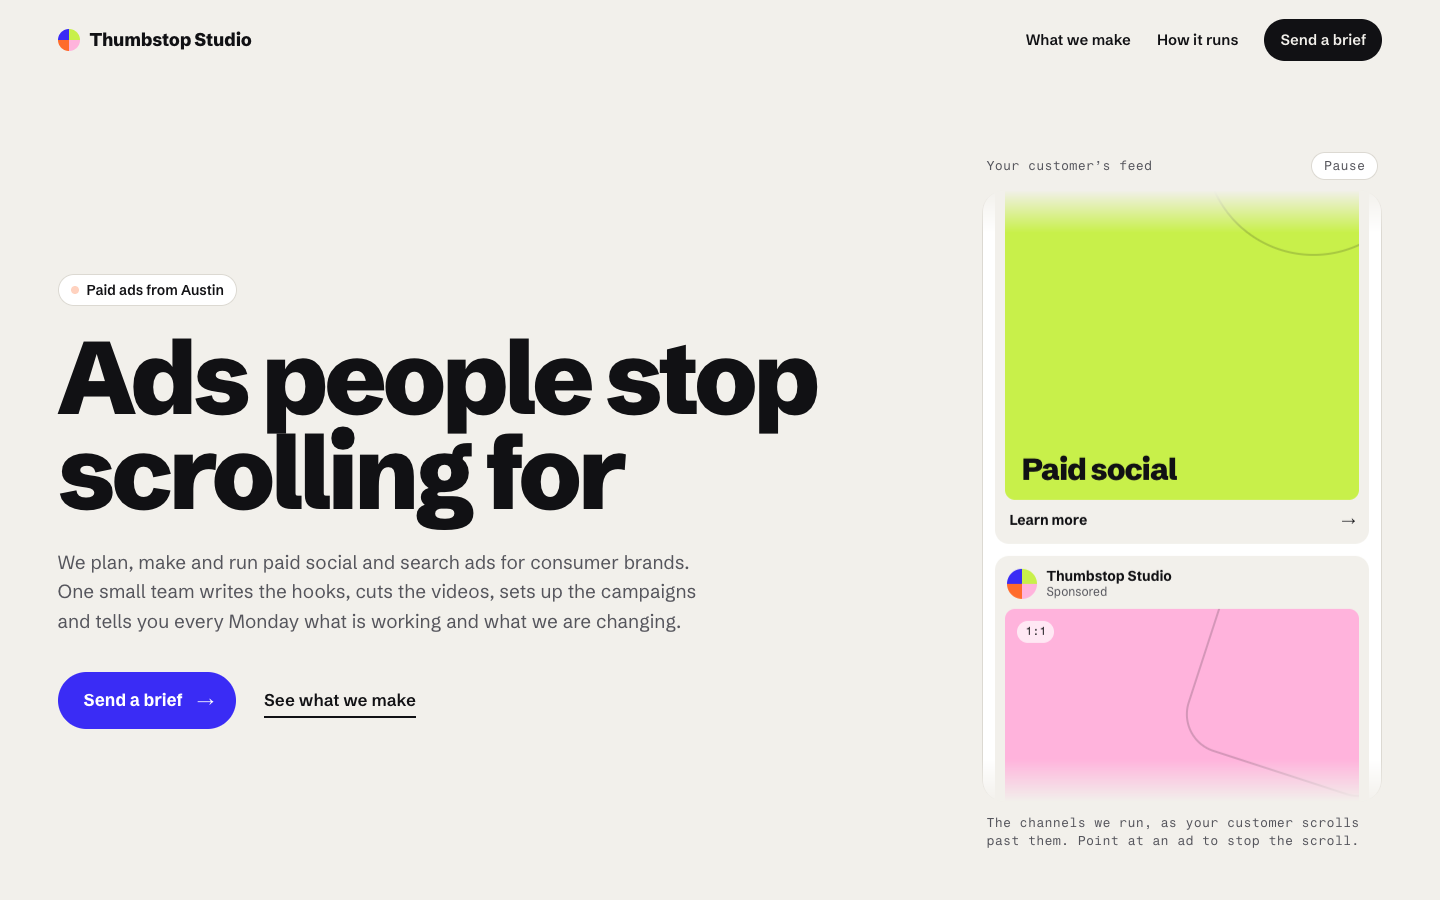 Thumbstop Studio
What we make
How it runs
Send a brief
Paid ads from Austin
Ads people stop
scrolling for
We plan, make and run paid social and search ads for consumer brands.
One small team writes the hooks, cuts the videos, sets up the campaigns
and tells you every Monday what is working and what we are changing.
Send a brief →
See what we make
Your customer’s feed
Pause
Paid social
Learn more →
Thumbstop Studio
Sponsored
1:1
The channels we run, as your customer scrolls
past them. Point at an ad to stop the scroll.